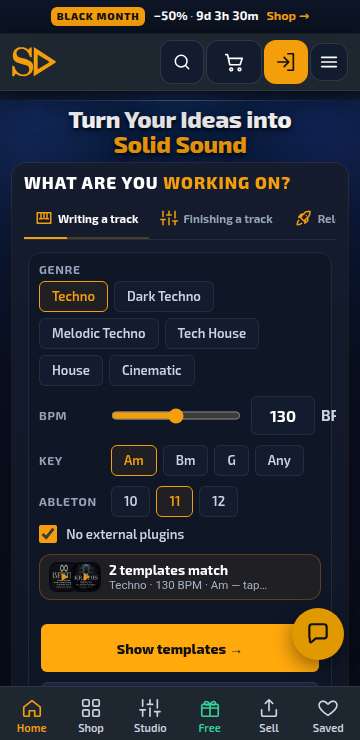 BLACK MONTH −50% · 9d 3h 30m Shop →
Turn Your Ideas into
Solid Sound
WHAT ARE YOU WORKING ON?
Writing a track Finishing a track Rel
GENRE
Techno Dark Techno
Melodic Techno Tech House
House Cinematic
BPM 130
KEY Am Bm G Any
ABLETON 10 11 12
No external plugins
2 templates match
Techno · 130 BPM · Am — tap...
Show templates →
Home Shop Studio Free Sell Saved